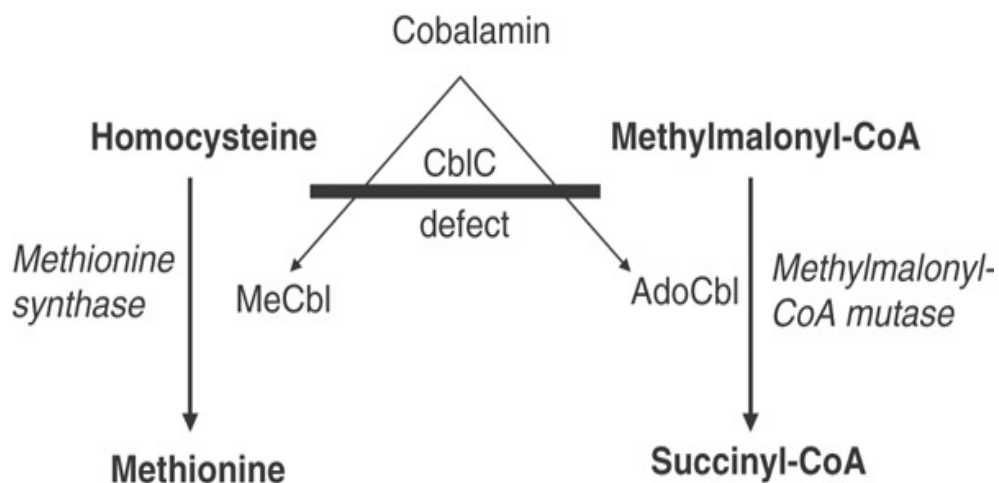 Cobalamin
Homocysteine
Methylmalonyl-CoA
CblC
defect
Methionine
synthase
MeCbl
AdoCbl
Methylmalonyl-
CoA mutase
Methionine
Succinyl-CoA